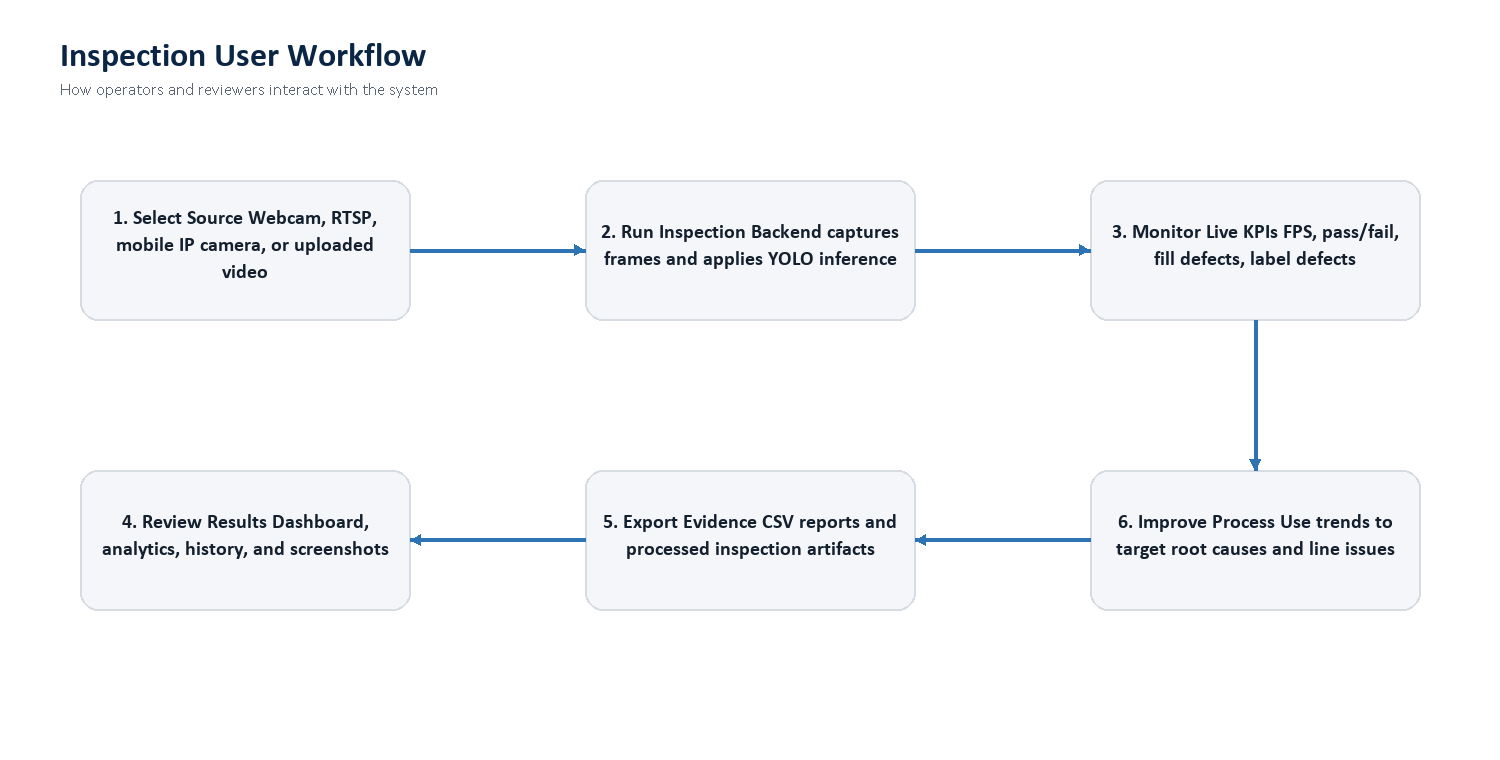 Inspection User Workflow
How operators and reviewers interact with the system
1. Select Source Webcam, RTSP,
mobile IP camera, or uploaded
video
2. Run Inspection Backend captures
frames and applies YOLO inference
3. Monitor Live KPIs FPS, pass/fail,
fill defects, label defects
4. Review Results Dashboard,
analytics, history, and screenshots
5. Export Evidence CSV reports and
processed inspection artifacts
6. Improve Process Use trends to
target root causes and line issues